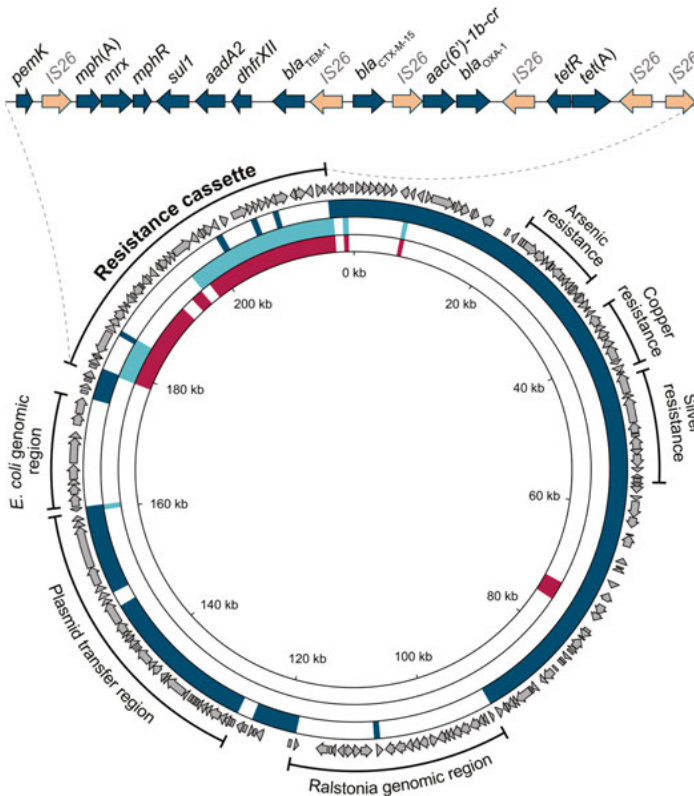 pemK
IS26
mph(A)
mrx
mphR
sul1
aadA2
dhfrXII
bla TEM-1
IS26
bla CTX-M-15
IS26
aac(6')-1b-cr
bla OXA-1
IS26
tetR
tet(A)
IS26
IS26
Resistance cassette
Arsenic
resistance
Copper
resistance
Silver
resistance
0 kb
20 kb
40 kb
60 kb
80 kb
100 kb
120 kb
140 kb
160 kb
180 kb
200 kb
E. coli genomic
region
Plasmid transfer region
Ralstonia genomic region